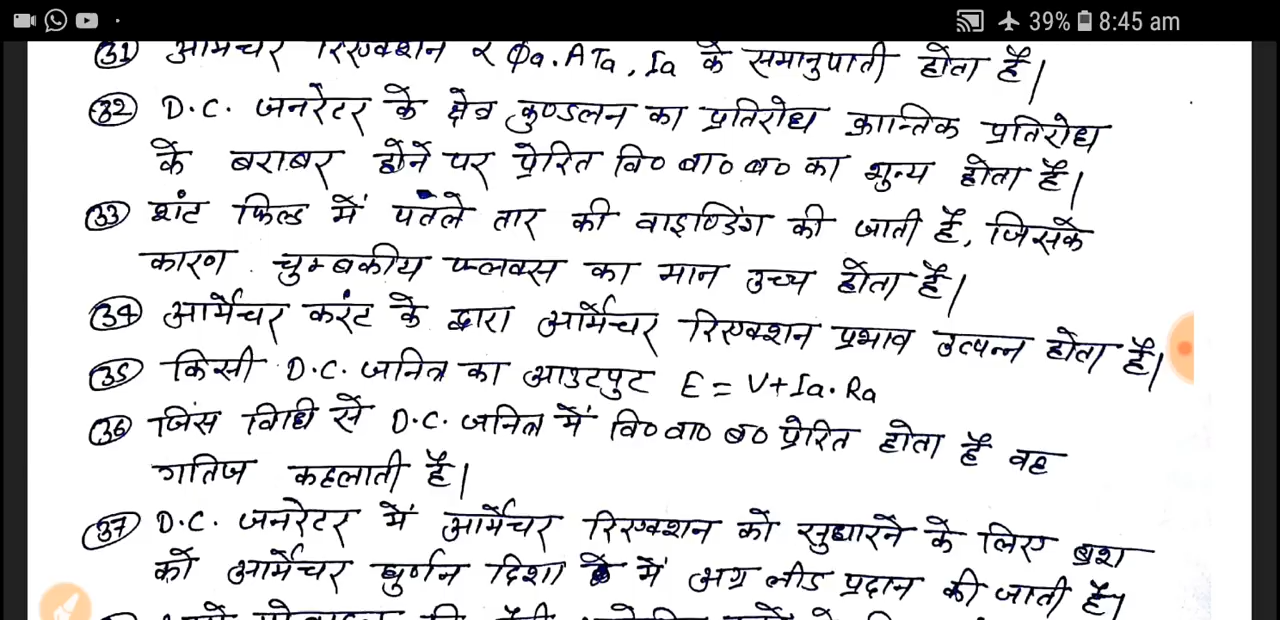 39% 8:45 am
(31) आर्मेचर रिएक्शन ∝ Φa. ATa, Ia के समानुपाती होता है।
(32) D.C. जनरेटर के क्षेत्र कुण्डलन का प्रतिरोध क्रान्तिक प्रतिरोध
के बराबर होने पर प्रेरित वि० वा० ब० का शुन्य होता है।
(33) शंट फिल्ड में पतले तार की वाइण्डिंग की जाती है, जिसके
कारण चुम्बकीय फ्लक्स का मान उच्च होता है।
(34) आर्मेचर करंट के द्वारा आर्मेचर रिएक्शन प्रभाव उत्पन्न होता है।
(35) किसी D.C. जनित्र का आउटपुट E = V+Ia.Ra
(36) जिस विधि से D.C. जनित्र में वि० वा० ब० प्रेरित होता है वह
गतिज कहलाती है।
(37) D.C. जनरेटर में आर्मेचर रिएक्शन को सुधारने के लिए ब्रश
को आर्मेचर घुर्णन दिशा में अग्र लीड प्रदान की जाती है।